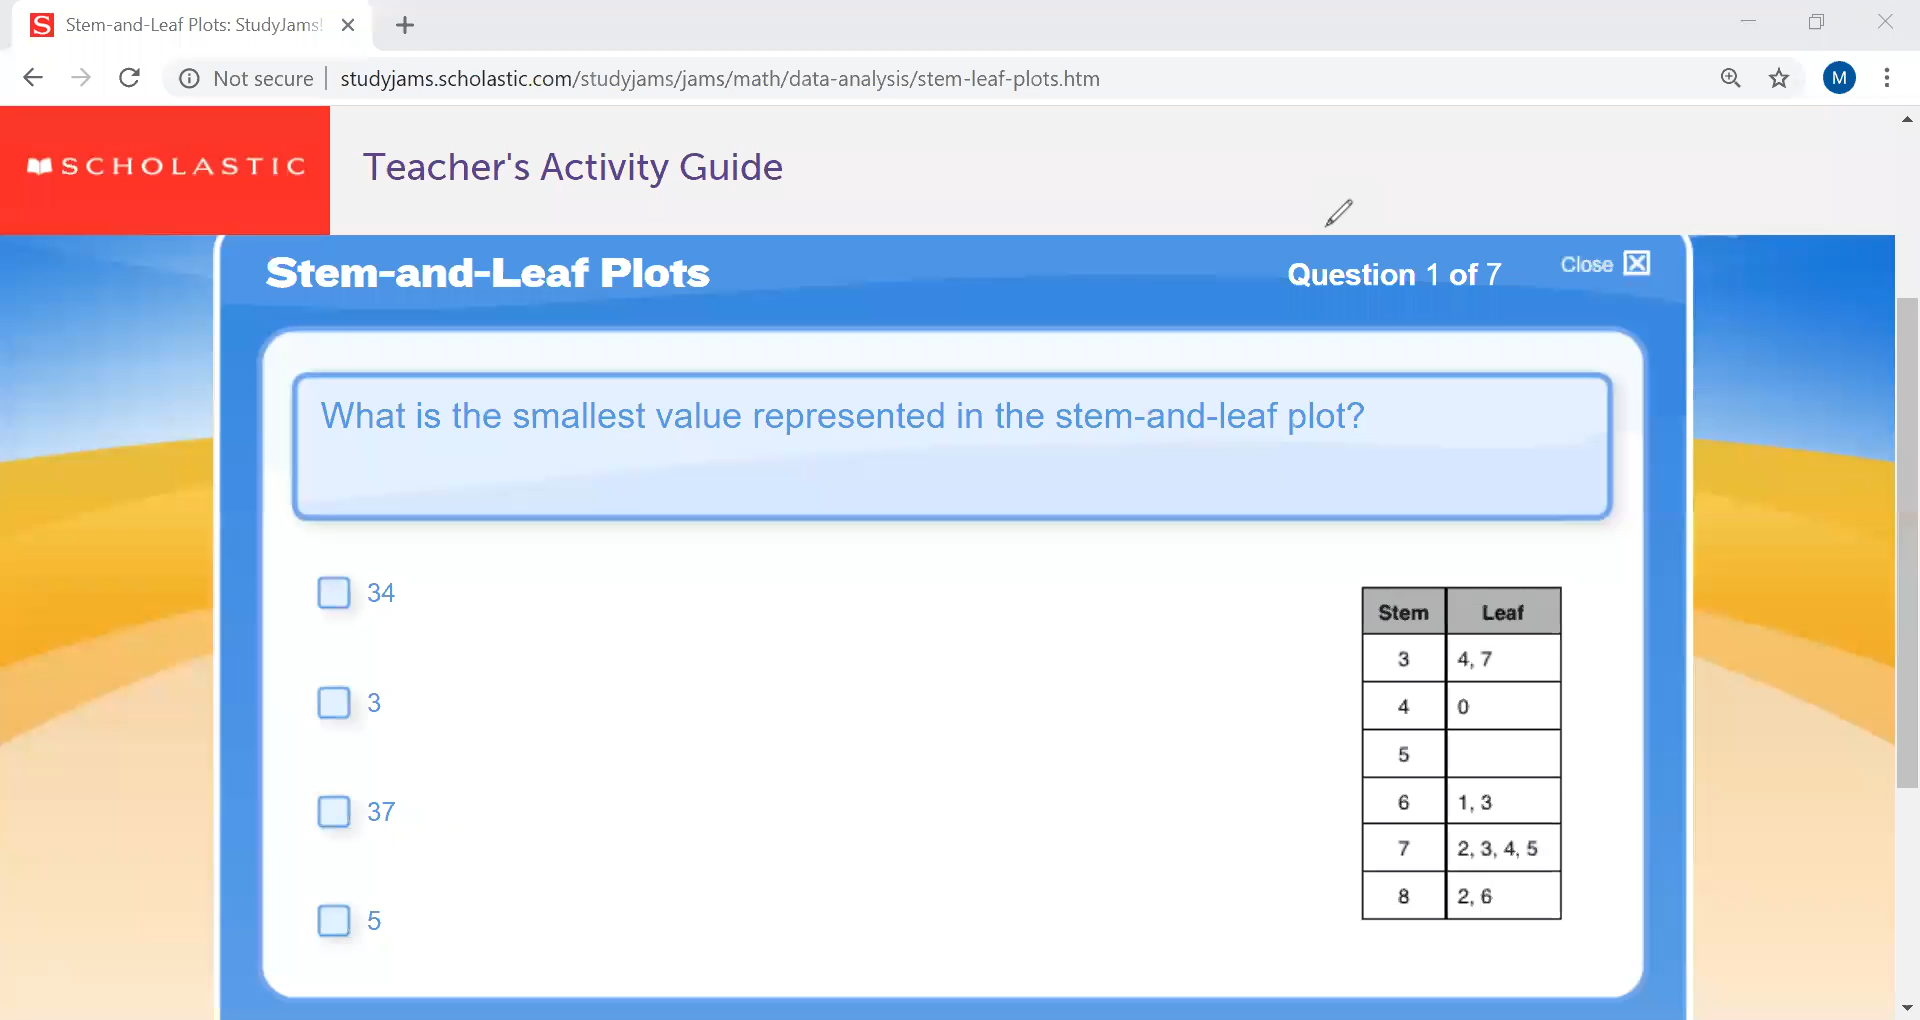 Stem-and-Leaf Plots: StudyJams!
Not secure | studyjams.scholastic.com/studyjams/jams/math/data-analysis/stem-leaf-plots.htm
M
SCHOLASTIC
Teacher's Activity Guide
Stem-and-Leaf Plots
Question 1 of 7
Close
What is the smallest value represented in the stem-and-leaf plot?
34
3
37
5
Stem Leaf
3 4, 7
4 0
5
6 1, 3
7 2, 3, 4, 5
8 2, 6